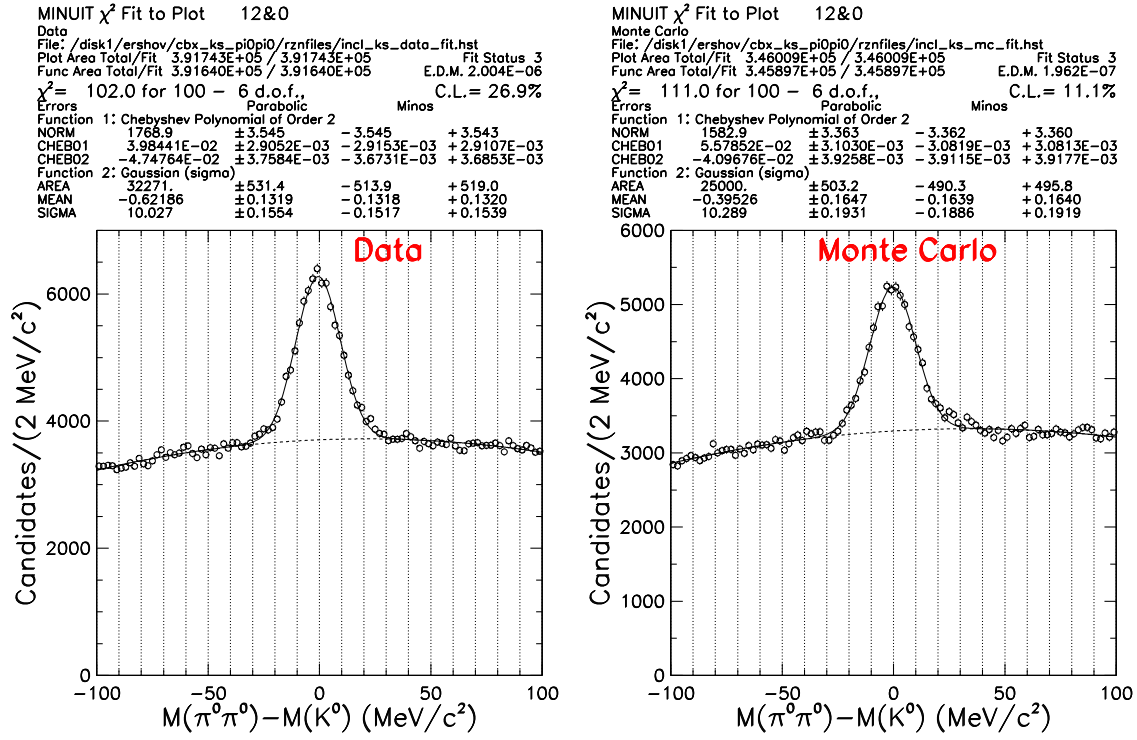 MINUIT χ² Fit to Plot 12&0
Data
File: /disk1/ershov/cbx_ks_pi0pi0/rznfiles/incl_ks_data_fit.hst
Plot Area Total/Fit 3.91743E+05 / 3.91743E+05 Fit Status 3
Func Area Total/Fit 3.91640E+05 / 3.91640E+05 E.D.M. 2.004E-06
χ²= 102.0 for 100 - 6 d.o.f., C.L.= 26.9%
Errors Parabolic Minos
Function 1: Chebyshev Polynomial of Order 2
NORM 1768.9 ± 3.545 - 3.545 + 3.543
CHEB01 3.98441E-02 ± 2.9052E-03 - 2.9153E-03 + 2.9107E-03
CHEB02 -4.74764E-02 ± 3.7584E-03 - 3.6731E-03 + 3.6853E-03
Function 2: Gaussian (sigma)
AREA 32271. ± 531.4 - 513.9 + 519.0
MEAN -0.62186 ± 0.1319 - 0.1318 + 0.1320
SIGMA 10.027 ± 0.1554 - 0.1517 + 0.1539
Data
6000
4000
2000
0
-100 -50 0 50 100
Candidates/(2 MeV/c²)
M(π⁰π⁰)-M(K⁰) (MeV/c²)
MINUIT χ² Fit to Plot 12&0
Monte Carlo
File: /disk1/ershov/cbx_ks_pi0pi0/rznfiles/incl_ks_mc_fit.hst
Plot Area Total/Fit 3.46009E+05 / 3.46009E+05 Fit Status 3
Func Area Total/Fit 3.45897E+05 / 3.45897E+05 E.D.M. 1.962E-07
χ²= 111.0 for 100 - 6 d.o.f., C.L.= 11.1%
Errors Parabolic Minos
Function 1: Chebyshev Polynomial of Order 2
NORM 1582.9 ± 3.363 - 3.362 + 3.360
CHEB01 5.57852E-02 ± 3.1030E-03 - 3.0819E-03 + 3.0813E-03
CHEB02 -4.09676E-02 ± 3.9258E-03 - 3.9115E-03 + 3.9177E-03
Function 2: Gaussian (sigma)
AREA 25000. ± 503.2 - 490.3 + 495.8
MEAN -0.39526 ± 0.1647 - 0.1639 + 0.1640
SIGMA 10.289 ± 0.1931 - 0.1886 + 0.1919
Monte Carlo
6000
5000
4000
3000
2000
1000
0
-100 -50 0 50 100
Candidates/(2 MeV/c²)
M(π⁰π⁰)-M(K⁰) (MeV/c²)